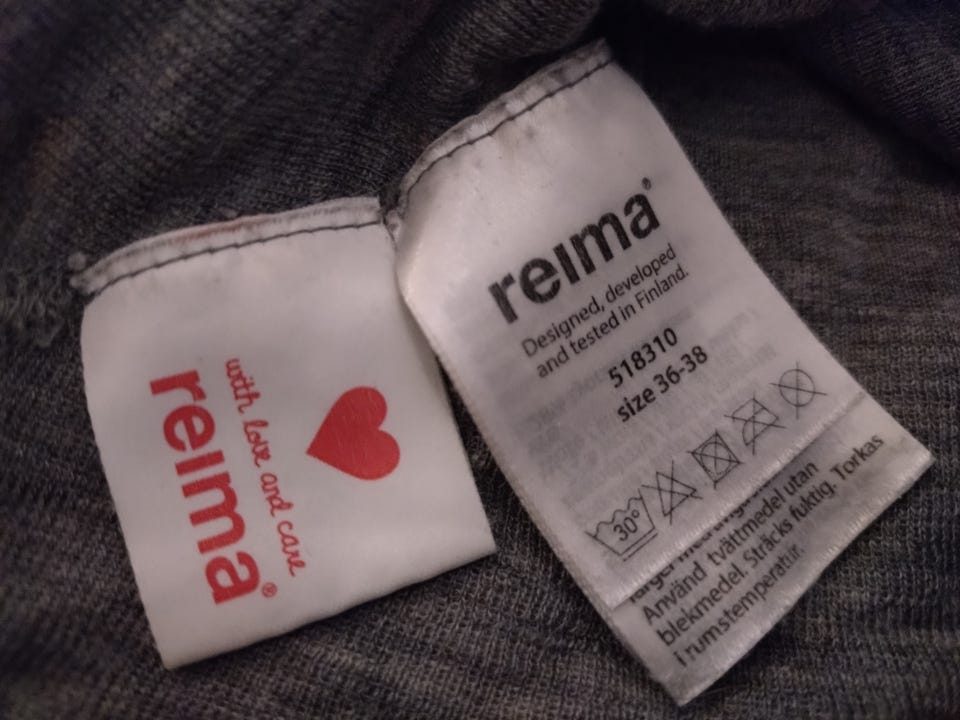 with love and care
reima®
reima®
Designed, developed
and tested in Finland.
518310
size 36-38
30°
Använd tvättmedel utan
blekmedel. Sträcks fuktig. Torkas
i rumstemperatur.